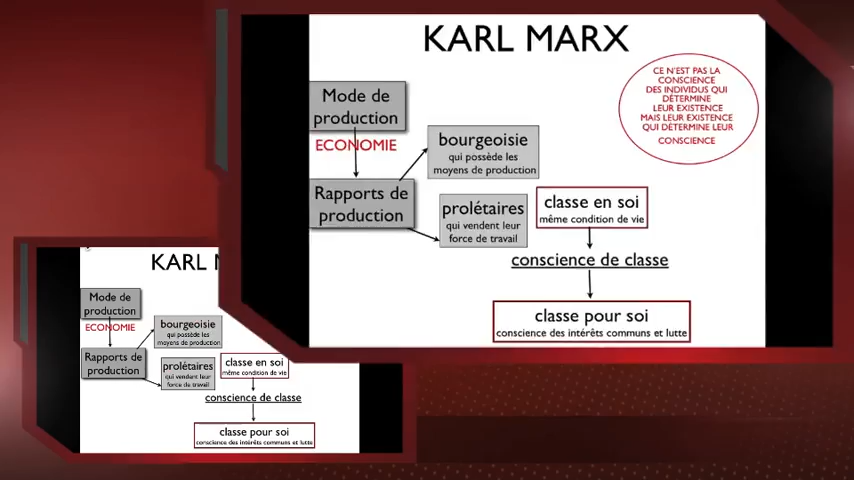 KARL MARX
CE N'EST PAS LA
CONSCIENCE
DES INDIVIDUS QUI
DÉTERMINE
LEUR EXISTENCE
MAIS LEUR EXISTENCE
QUI DÉTERMINE LEUR
CONSCIENCE
Mode de
production
ECONOMIE
bourgeoisie
qui possède les
moyens de production
Rapports de
production
prolétaires
qui vendent leur
force de travail
classe en soi
même condition de vie
conscience de classe
classe pour soi
conscience des intérêts communs et lutte
KARL M
Mode de
production
ECONOMIE
bourgeoisie
qui possède les
moyens de production
Rapports de
production
prolétaires
qui vendent leur
force de travail
classe en soi
même condition de vie
conscience de classe
classe pour soi
conscience des intérêts communs et lutte